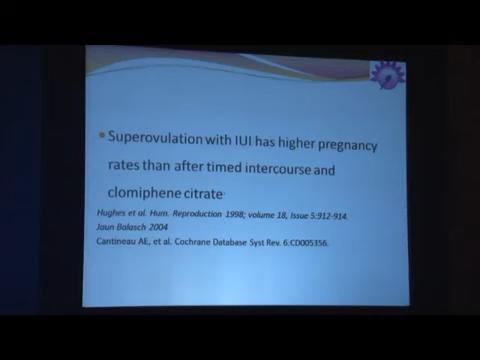 Superovulation with IUI has higher pregnancy
rates than after timed intercourse and
clomiphene citrate
Hughes et al. Hum. Reproduction 1998; volume 18, Issue 5:912-914.
Jaun Balasch 2004
Cantineau AE, et al. Cochrane Database Syst Rev. 6:CD005356.